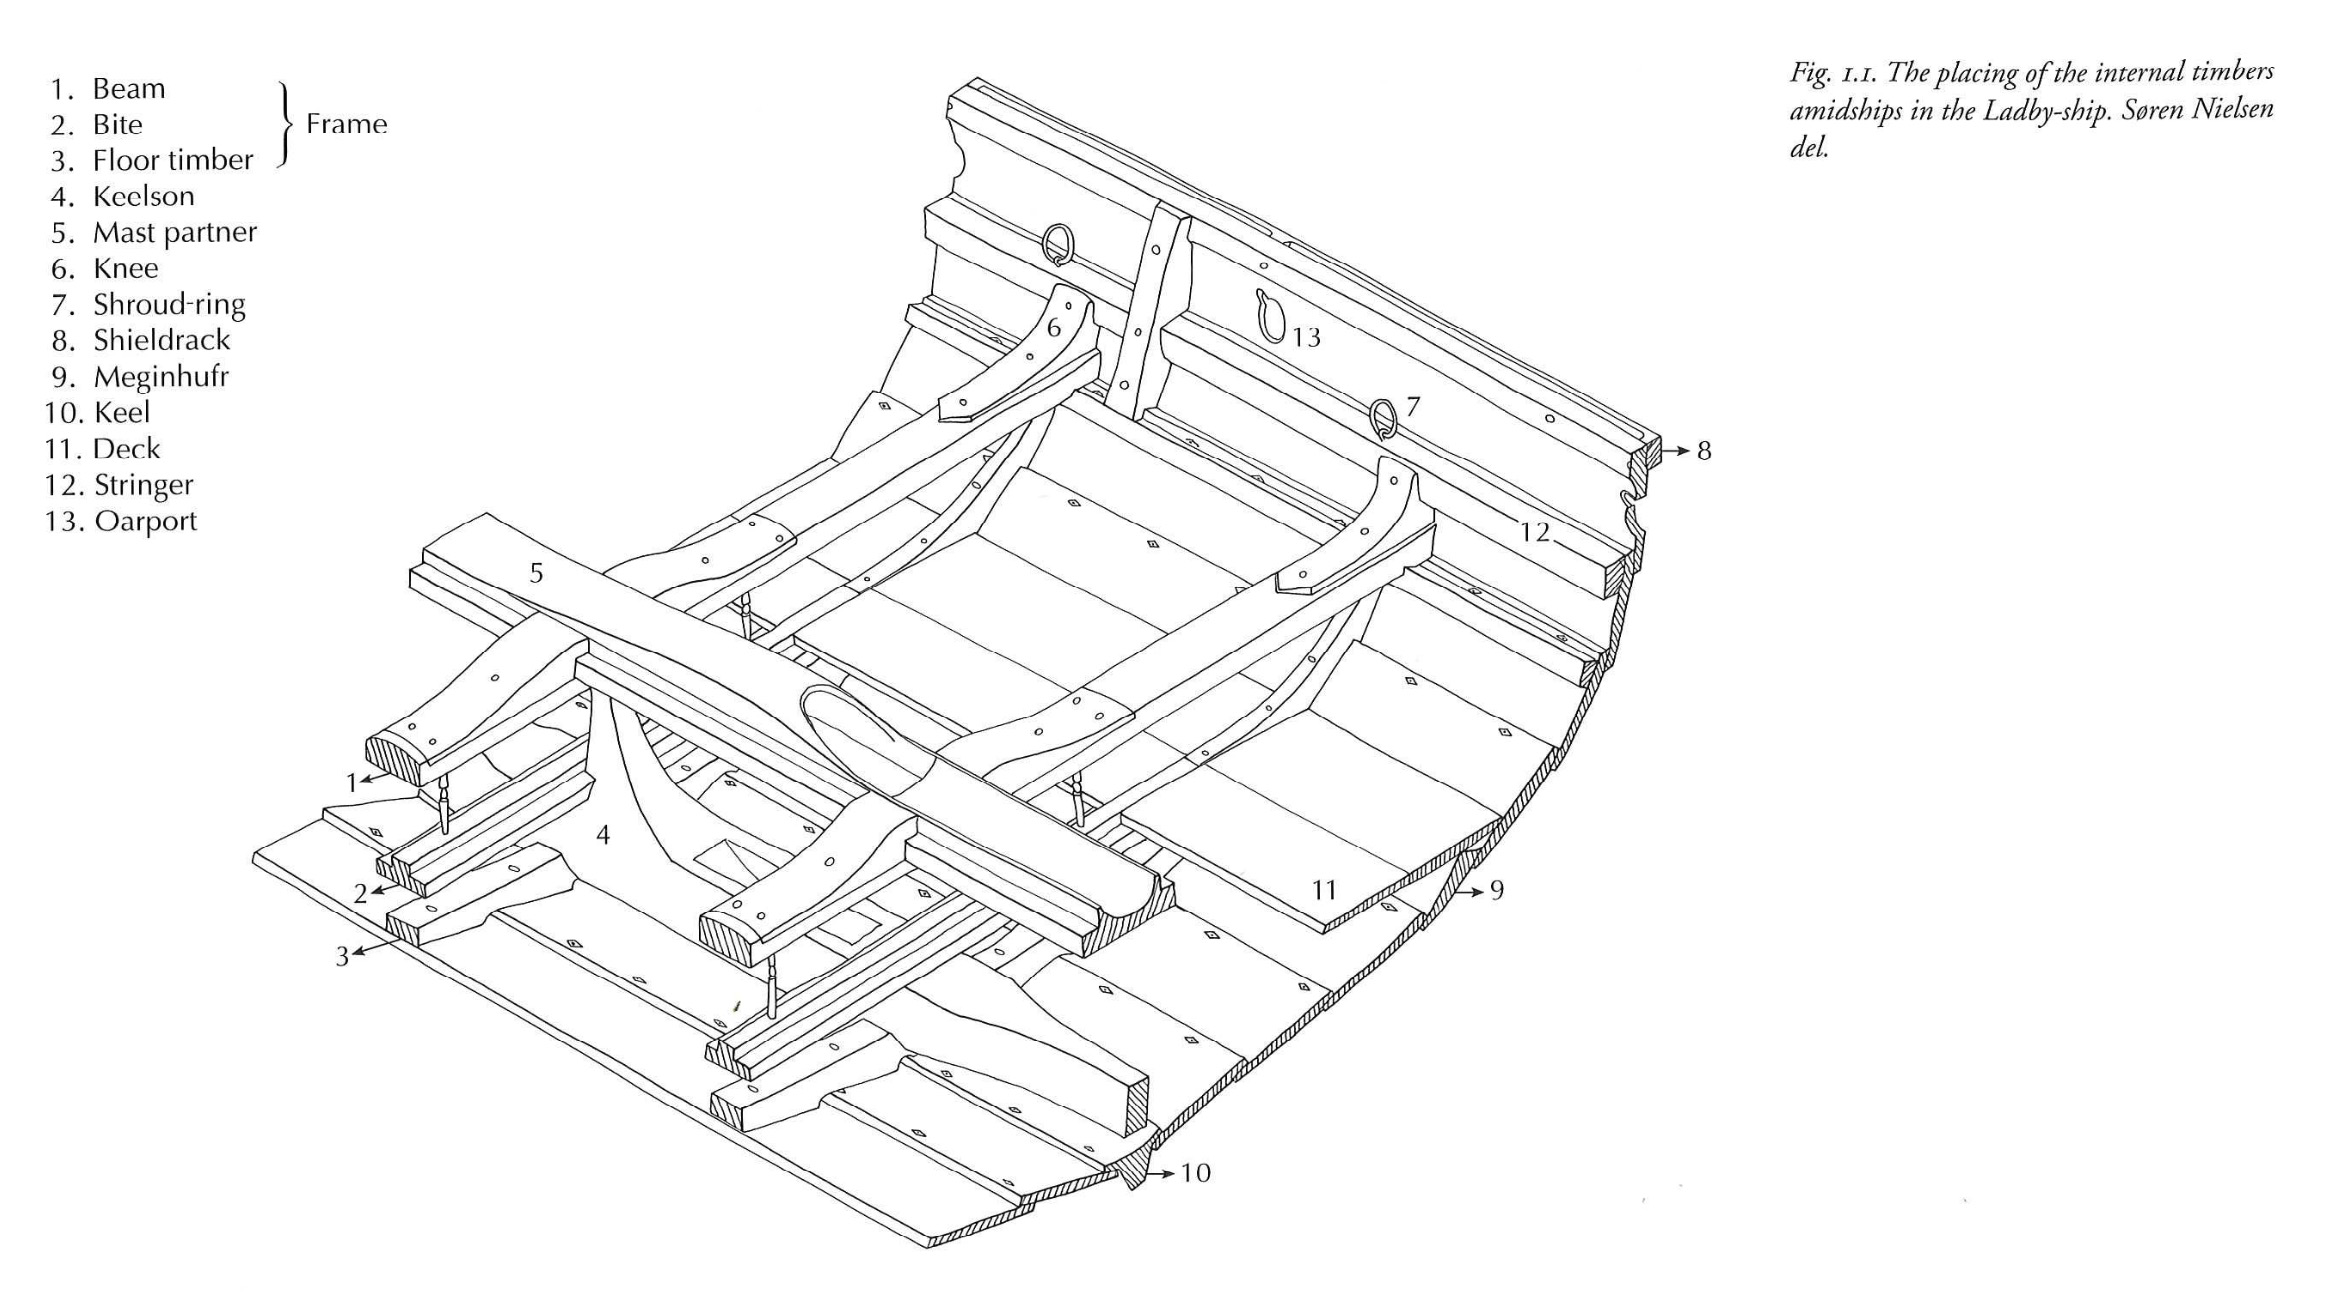 1. Beam
2. Bite
3. Floor timber
Frame
4. Keelson
5. Mast partner
6. Knee
7. Shroud-ring
8. Shieldrack
9. Meginhufr
10. Keel
11. Deck
12. Stringer
13. Oarport
Fig. 1.1. The placing of the internal timbers
amidships in the Ladby-ship. Søren Nielsen
del.
6
13
7
8
12
5
1
4
2
11
9
3
10